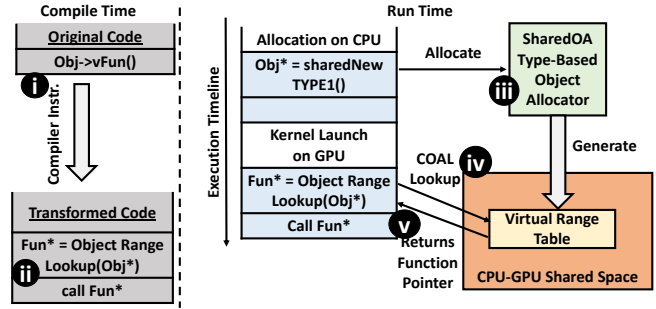 Compile Time
Original Code
Obj->vFun()
i
Compiler Instr.
Transformed Code
Fun* = Object Range
Lookup(Obj*)
ii
call Fun*
Run Time
Execution Timeline
Allocation on CPU
Obj* = sharedNew
TYPE1()
Kernel Launch
on GPU
Fun* = Object Range
Lookup(Obj*)
Call Fun*
Allocate
SharedOA
Type-Based
Object
Allocator
iii
Generate
COAL
Lookup
iv
Virtual Range
Table
v
Returns
Function
Pointer
CPU-GPU Shared Space